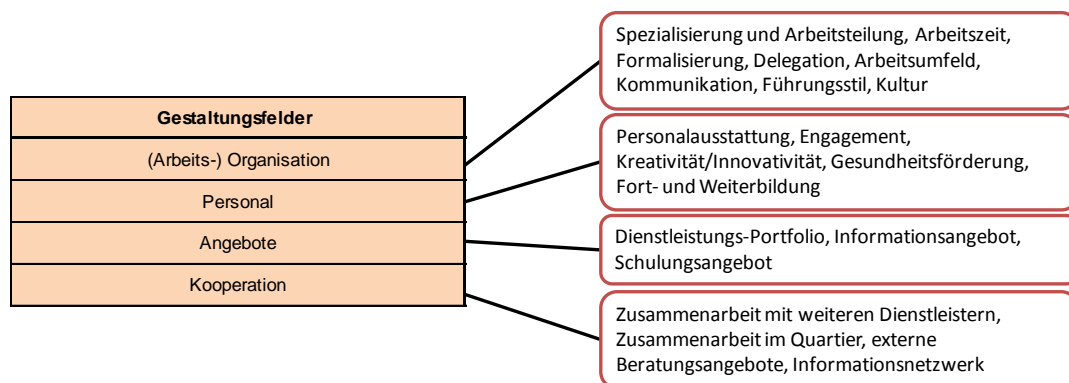 Gestaltungsfelder
(Arbeits-) Organisation
Personal
Angebote
Kooperation
Spezialisierung und Arbeitsteilung, Arbeitszeit,
Formalisierung, Delegation, Arbeitsumfeld,
Kommunikation, Führungsstil, Kultur
Personalausstattung, Engagement,
Kreativität/Innovativität, Gesundheitsförderung,
Fort- und Weiterbildung
Dienstleistungs-Portfolio, Informationsangebot,
Schulungsangebot
Zusammenarbeit mit weiteren Dienstleistern,
Zusammenarbeit im Quartier, externe
Beratungsangebote, Informationsnetzwerk